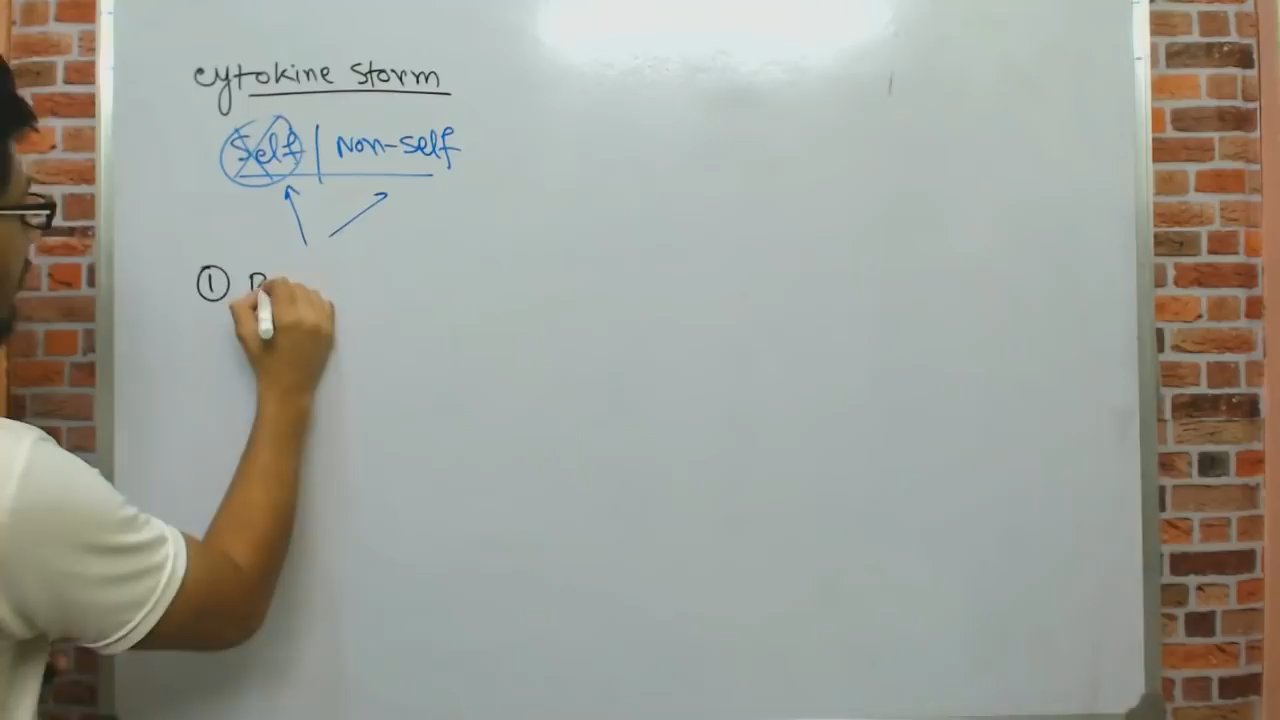 Cytokine Storm
Self | Non-self
①